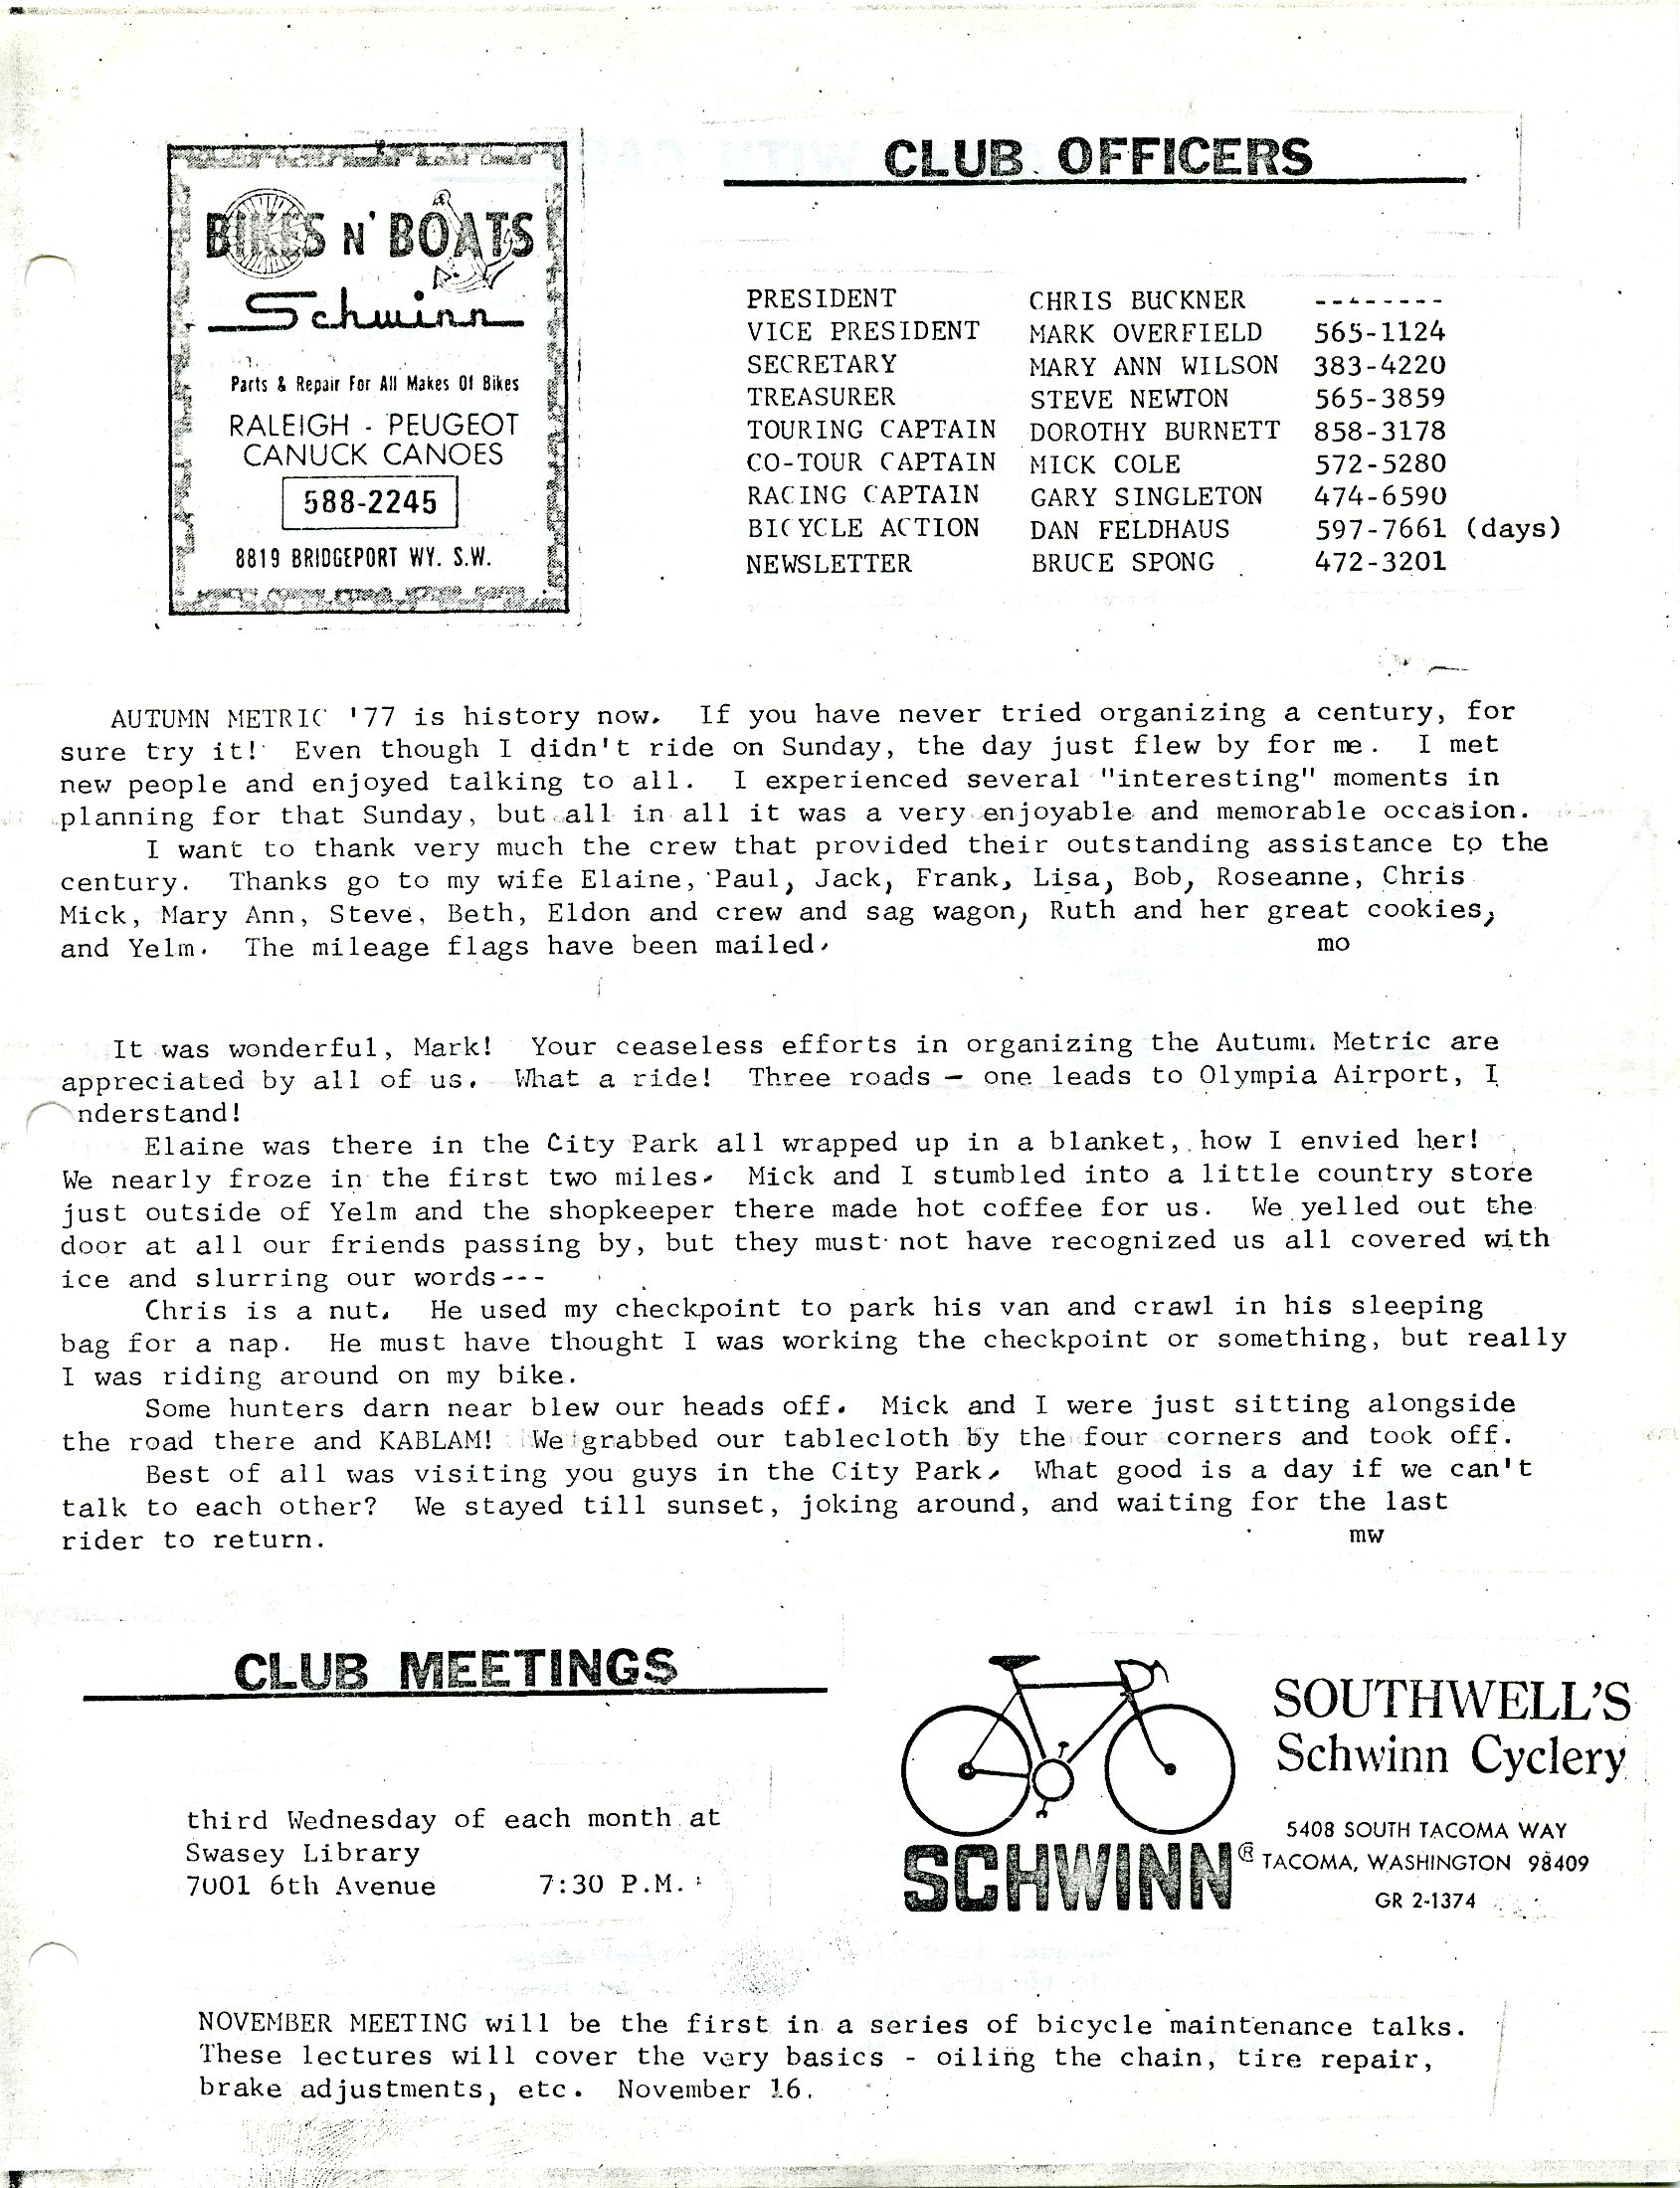 BIKES N' BOATS
Schwinn
Parts & Repair For All Makes Of Bikes
RALEIGH - PEUGEOT
CANUCK CANOES
588-2245
8819 BRIDGEPORT WY. S.W.
CLUB OFFICERS
PRESIDENT CHRIS BUCKNER --------
VICE PRESIDENT MARK OVERFIELD 565-1124
SECRETARY MARY ANN WILSON 383-4220
TREASURER STEVE NEWTON 565-3859
TOURING CAPTAIN DOROTHY BURNETT 858-3178
CO-TOUR CAPTAIN MICK COLE 572-5280
RACING CAPTAIN GARY SINGLETON 474-6590
BICYCLE ACTION DAN FELDHAUS 597-7661 (days)
NEWSLETTER BRUCE SPONG 472-3201
AUTUMN METRIC '77 is history now. If you have never tried organizing a century, for
sure try it! Even though I didn't ride on Sunday, the day just flew by for me. I met
new people and enjoyed talking to all. I experienced several "interesting" moments in
planning for that Sunday, but all in all it was a very enjoyable and memorable occasion.
I want to thank very much the crew that provided their outstanding assistance to the
century. Thanks go to my wife Elaine, Paul, Jack, Frank, Lisa, Bob, Roseanne, Chris
Mick, Mary Ann, Steve, Beth, Eldon and crew and sag wagon, Ruth and her great cookies,
and Yelm. The mileage flags have been mailed. mo
It was wonderful, Mark! Your ceaseless efforts in organizing the Autumn Metric are
appreciated by all of us. What a ride! Three roads — one leads to Olympia Airport, I
nderstand!
Elaine was there in the City Park all wrapped up in a blanket, how I envied her!
We nearly froze in the first two miles. Mick and I stumbled into a little country store
just outside of Yelm and the shopkeeper there made hot coffee for us. We yelled out the
door at all our friends passing by, but they must not have recognized us all covered with
ice and slurring our words---
Chris is a nut. He used my checkpoint to park his van and crawl in his sleeping
bag for a nap. He must have thought I was working the checkpoint or something, but really
I was riding around on my bike.
Some hunters darn near blew our heads off. Mick and I were just sitting alongside
the road there and KABLAM! We grabbed our tablecloth by the four corners and took off.
Best of all was visiting you guys in the City Park, What good is a day if we can't
talk to each other? We stayed till sunset, joking around, and waiting for the last
rider to return. mw
CLUB MEETINGS
third Wednesday of each month at
Swasey Library
7001 6th Avenue 7:30 P.M.
SCHWINN®
SOUTHWELL'S
Schwinn Cyclery
5408 SOUTH TACOMA WAY
TACOMA, WASHINGTON 98409
GR 2-1374
NOVEMBER MEETING will be the first in a series of bicycle maintenance talks.
These lectures will cover the very basics - oiling the chain, tire repair,
brake adjustments, etc. November 16.